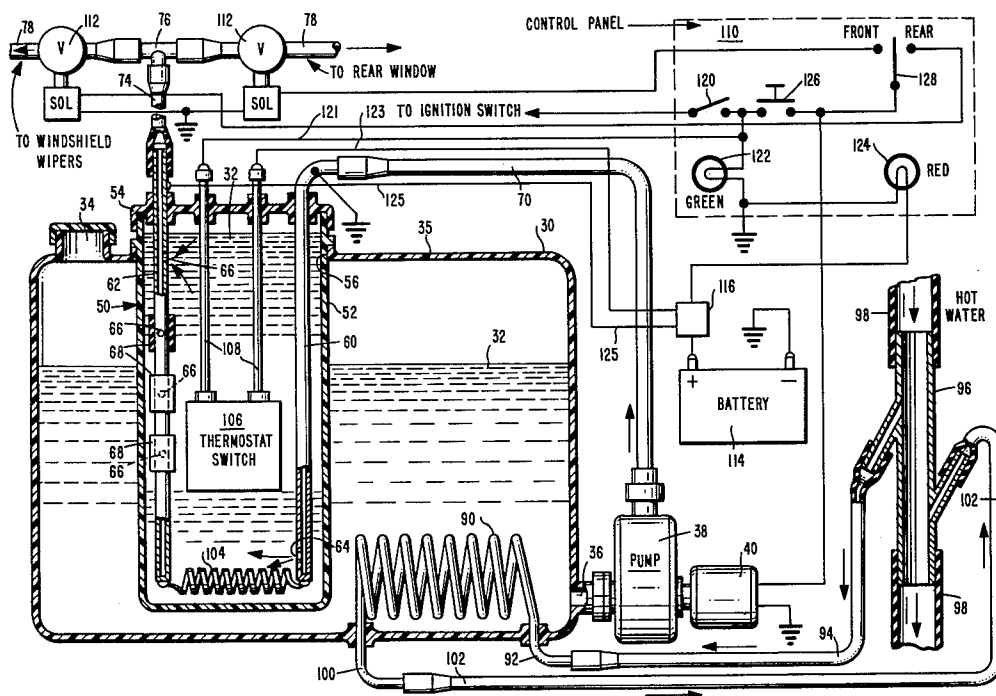 78
112
76
112
78
CONTROL PANEL
110
FRONT
REAR
V
V
TO REAR WINDOW
120
126
128
74
SOL
SOL
121
123
TO IGNITION SWITCH
TO WINDSHIELD
WIPERS
122
124
RED
GREEN
32
70
125
54
34
35
30
62
66
56
50
52
116
98
HOT
WATER
66
60
32
125
68
108
96
66
+
−
BATTERY
106
THERMOSTAT
SWITCH
68
66
114
102
90
38
104
64
36
PUMP
40
98
94
92
100
102